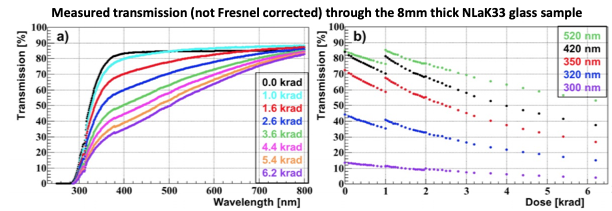 Measured transmission (not Fresnel corrected) through the 8mm thick NLaK33 glass sample
a)
Transmission [%]
100
90
80
70
60
50
40
30
20
10
0
0.0 krad
1.0 krad
1.6 krad
2.6 krad
3.6 krad
4.4 krad
5.4 krad
6.2 krad
300 400 500 600 700 800
Wavelength [nm]
b)
Transmission [%]
100
90
80
70
60
50
40
30
20
10
0
520 nm
420 nm
350 nm
320 nm
300 nm
0 1 2 3 4 5 6
Dose [krad]